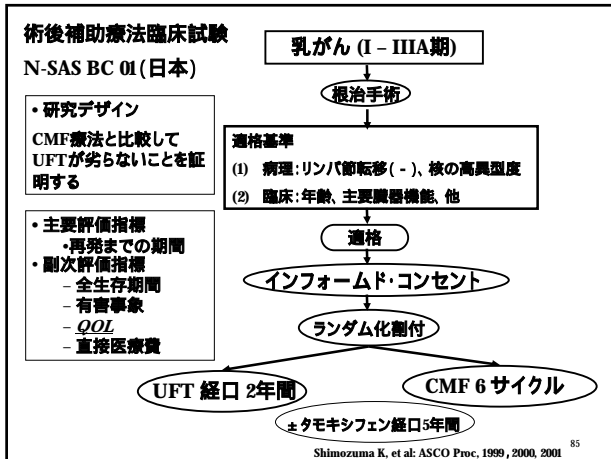 術後補助療法臨床試験
N-SAS BC 01(日本)
・研究デザイン
CMF療法と比較して
UFTが劣らないことを証
明する
・主要評価指標
・再発までの期間
・副次評価指標
– 全生存期間
– 有害事象
– QOL
– 直接医療費
乳がん (I – IIIA期)
根治手術
適格基準
(1) 病理:リンパ節転移( - )、核の高異型度
(2) 臨床:年齢、主要臓器機能、他
適格
インフォームド・コンセント
ランダム化割付
UFT 経口 2年間
CMF 6 サイクル
±タモキシフェン経口5年間
Shimozuma K, et al: ASCO Proc, 1999, 2000, 2001
85